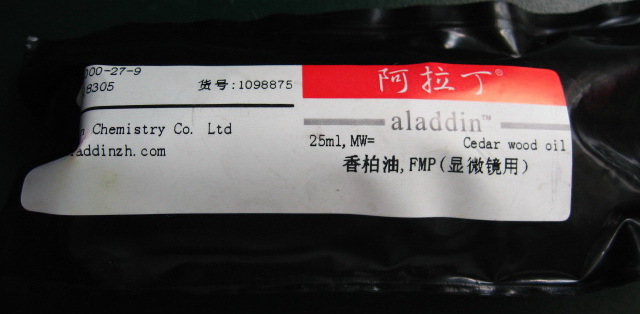 000-27-9
8305 货号:1098875
Chemistry Co. Ltd
addinzh.com
阿拉丁®
aladdin™
25ml,MW= Cedar wood oil
香柏油,FMP(显微镜用)